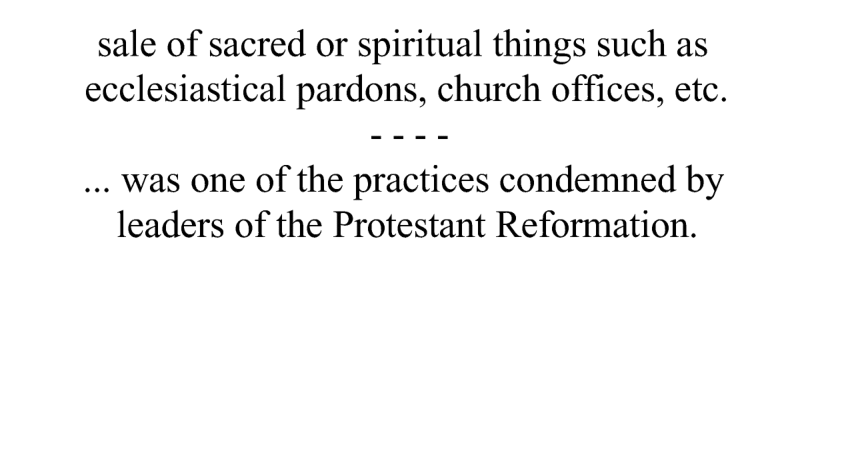 sale of sacred or spiritual things such as
ecclesiastical pardons, church offices, etc.
- - - -
... was one of the practices condemned by
leaders of the Protestant Reformation.